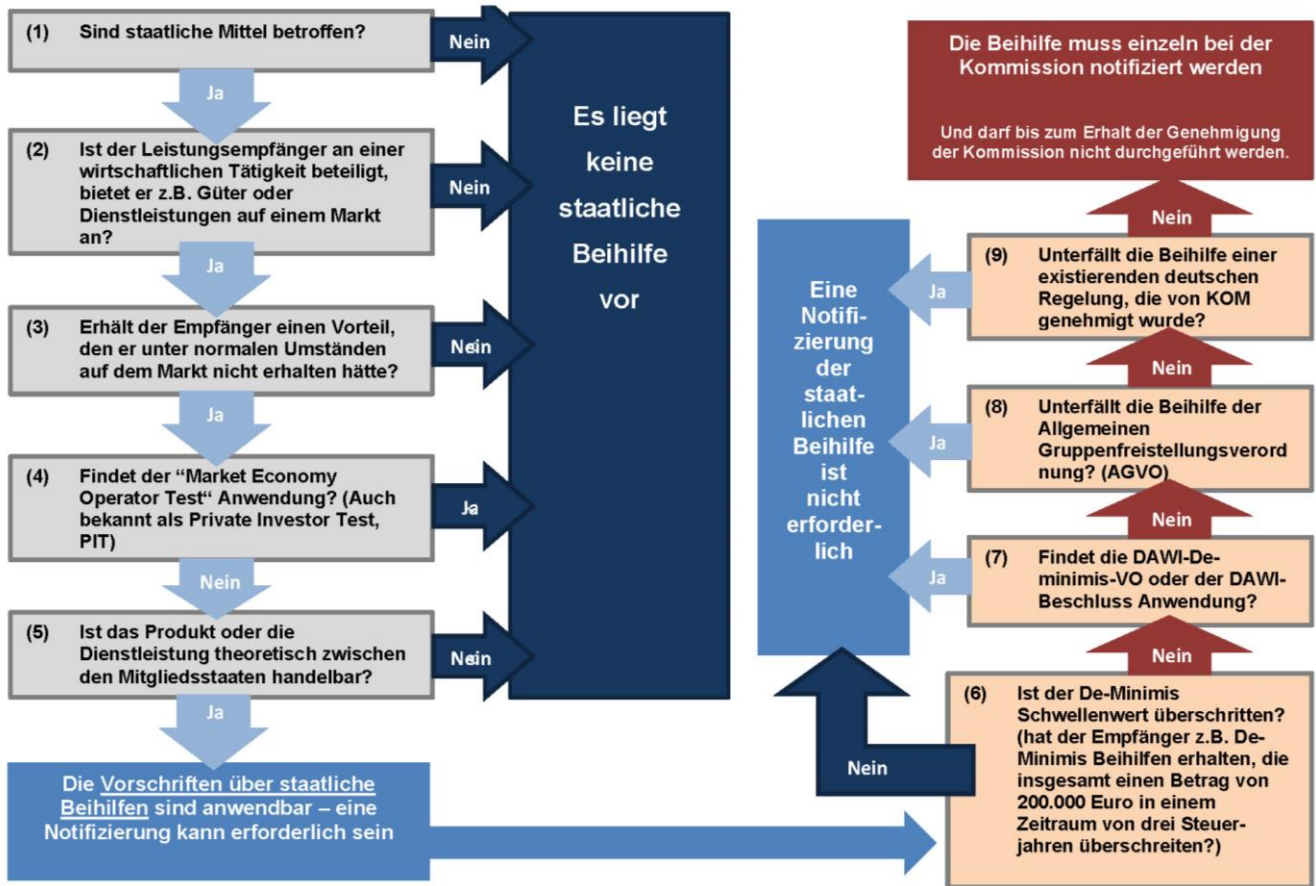 (1) Sind staatliche Mittel betroffen?
Nein
Ja
(2) Ist der Leistungsempfänger an einer
wirtschaftlichen Tätigkeit beteiligt,
bietet er z.B. Güter oder
Dienstleistungen auf einem Markt
an?
Nein
Ja
(3) Erhält der Empfänger einen Vorteil,
den er unter normalen Umständen
auf dem Markt nicht erhalten hätte?
Nein
Ja
(4) Findet der “Market Economy
Operator Test“ Anwendung? (Auch
bekannt als Private Investor Test,
PIT)
Ja
Nein
(5) Ist das Produkt oder die
Dienstleistung theoretisch zwischen
den Mitgliedsstaaten handelbar?
Nein
Ja
Die Vorschriften über staatliche
Beihilfen sind anwendbar – eine
Notifizierung kann erforderlich sein
Es liegt
keine
staatliche
Beihilfe
vor
(6) Ist der De-Minimis
Schwellenwert überschritten?
(hat der Empfänger z.B. De-
Minimis Beihilfen erhalten, die
insgesamt einen Betrag von
200.000 Euro in einem
Zeitraum von drei Steuer-
jahren überschreiten?)
Nein
Nein
(7) Findet die DAWI-De-
minimis-VO oder der DAWI-
Beschluss Anwendung?
Ja
Nein
(8) Unterfällt die Beihilfe der
Allgemeinen
Gruppenfreistellungsverord
nung? (AGVO)
Ja
Nein
(9) Unterfällt die Beihilfe einer
existierenden deutschen
Regelung, die von KOM
genehmigt wurde?
Ja
Nein
Eine
Notifi-
zierung
der
staat-
lichen
Beihilfe
ist
nicht
erforder-
lich
Die Beihilfe muss einzeln bei der
Kommission notifiziert werden
Und darf bis zum Erhalt der Genehmigung
der Kommission nicht durchgeführt werden.